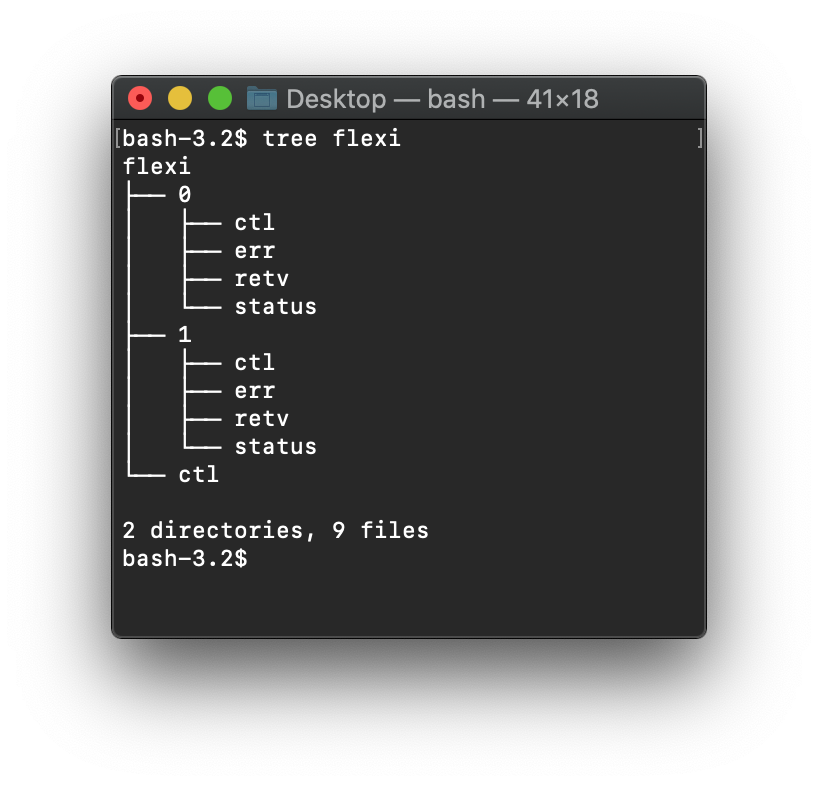 Desktop — bash — 41×18
[bash-3.2$ tree flexi ]
flexi
├── 0
│   ├── ctl
│   ├── err
│   ├── retv
│   └── status
├── 1
│   ├── ctl
│   ├── err
│   ├── retv
│   └── status
└── ctl

2 directories, 9 files
bash-3.2$